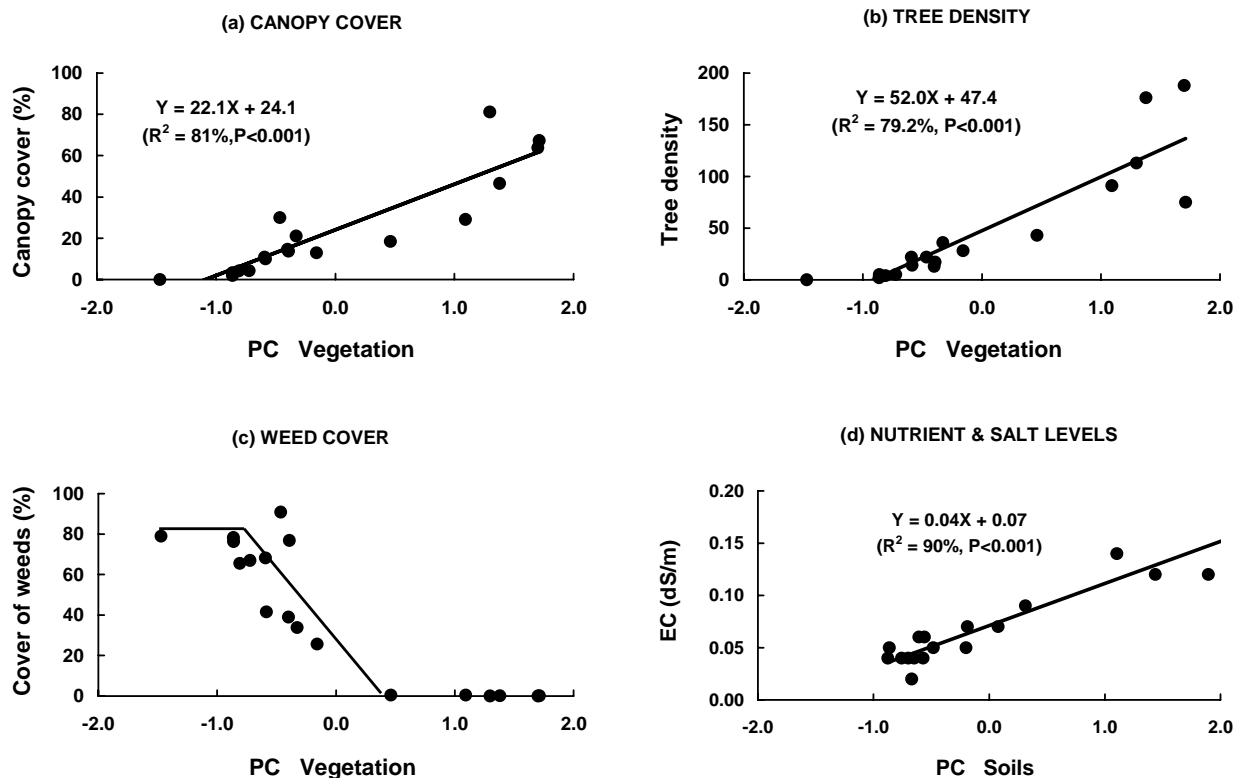 (a) CANOPY COVER
Y = 22.1X + 24.1
(R² = 81%,P<0.001)
Canopy cover (%)
100
80
60
40
20
0
-2.0 -1.0 0.0 1.0 2.0
PC Vegetation
(b) TREE DENSITY
Y = 52.0X + 47.4
(R² = 79.2%, P<0.001)
Tree density
200
150
100
50
0
-2.0 -1.0 0.0 1.0 2.0
PC Vegetation
(c) WEED COVER
Cover of weeds (%)
100
80
60
40
20
0
-2.0 -1.0 0.0 1.0 2.0
PC Vegetation
(d) NUTRIENT & SALT LEVELS
Y = 0.04X + 0.07
(R² = 90%, P<0.001)
EC (dS/m)
0.20
0.15
0.10
0.05
0.00
-2.0 -1.0 0.0 1.0 2.0
PC Soils